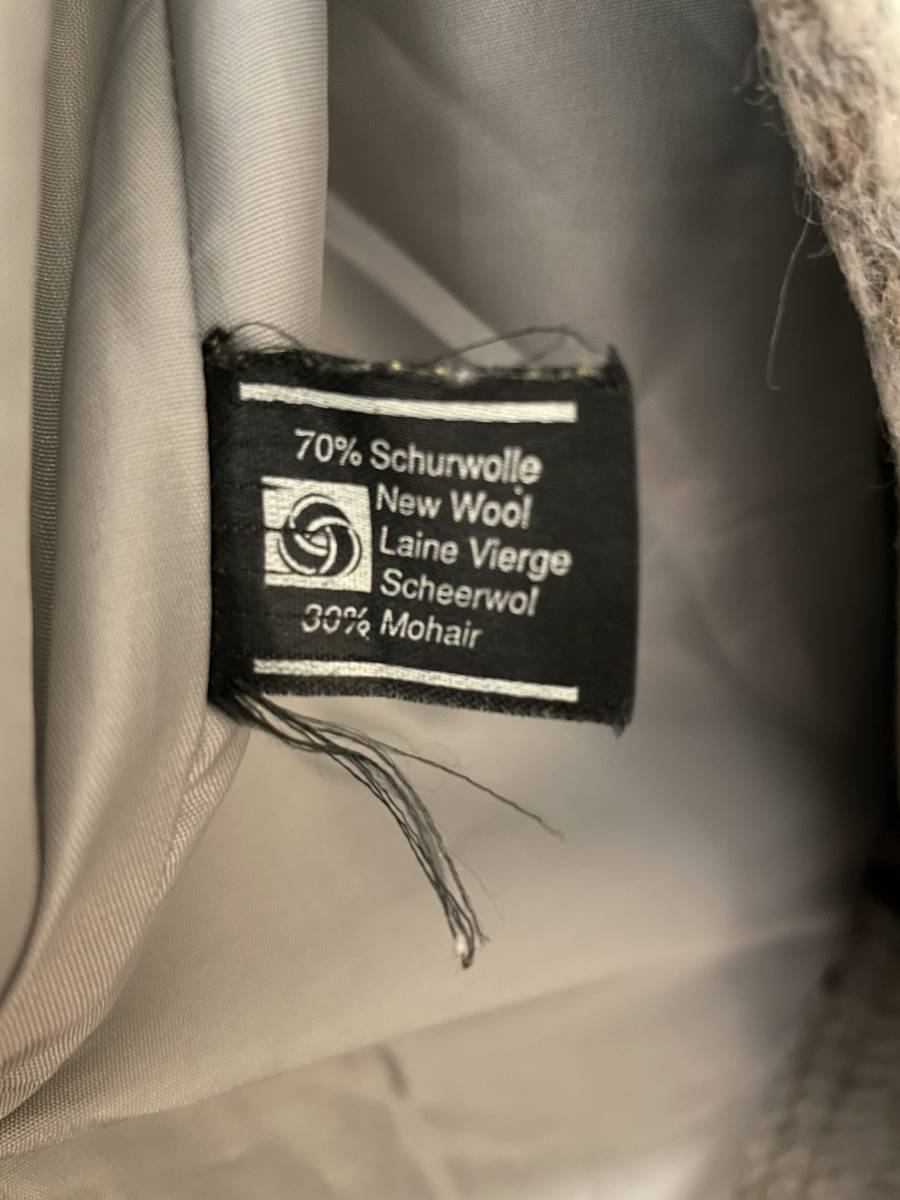 70% Schurwolle
New Wool
Laine Vierge
Scheerwol
30% Mohair